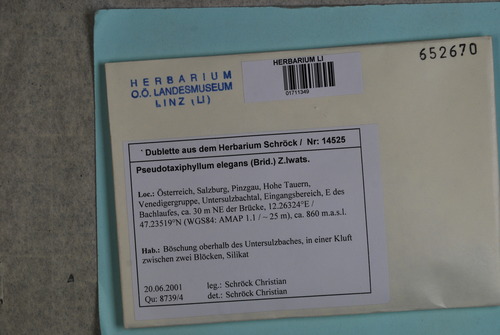 652670
HERBARIUM
O.Ö. LANDESMUSEUM
LINZ (LI)
HERBARIUM LI
01711349
* Dublette aus dem Herbarium Schröck / Nr: 14525
Pseudotaxiphyllum elegans (Brid.) Z.Iwats.
Loc.: Österreich, Salzburg, Pinzgau, Hohe Tauern,
Venedigergruppe, Untersulzbachtal, Eingangsbereich, E des
Bachlaufes, ca. 30 m NE der Brücke, 12.26324°E /
47.23519°N (WGS84; AMAP 1.1 / ~ 25 m), ca. 860 m.a.s.l.
Hab.: Böschung oberhalb des Untersulzbaches, in einer Kluft
zwischen zwei Blöcken, Silikat
20.06.2001 leg.: Schröck Christian
Qu: 8739/4 det.: Schröck Christian